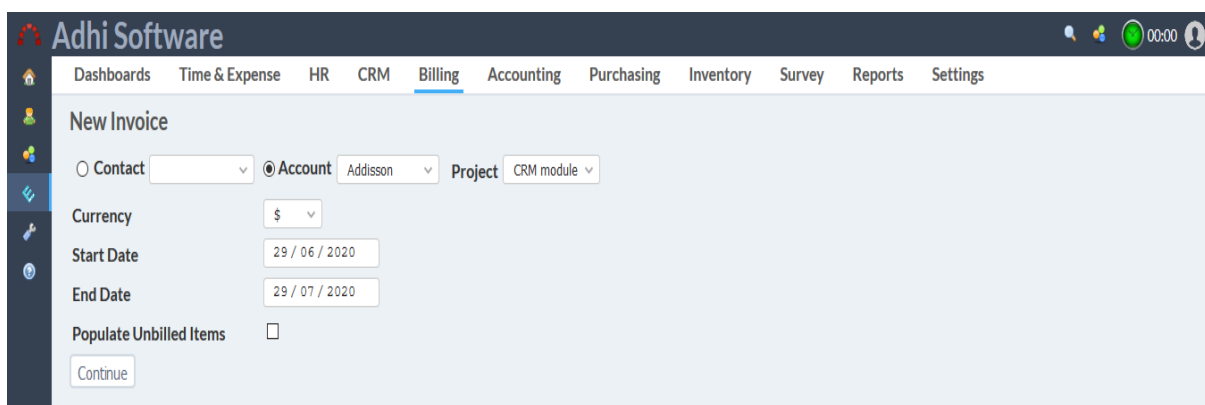 Adhi Software
00:00
Dashboards Time & Expense HR CRM Billing Accounting Purchasing Inventory Survey Reports Settings
New Invoice
Contact Account Addisson Project CRM module
Currency $
Start Date 29 / 06 / 2020
End Date 29 / 07 / 2020
Populate Unbilled Items
Continue